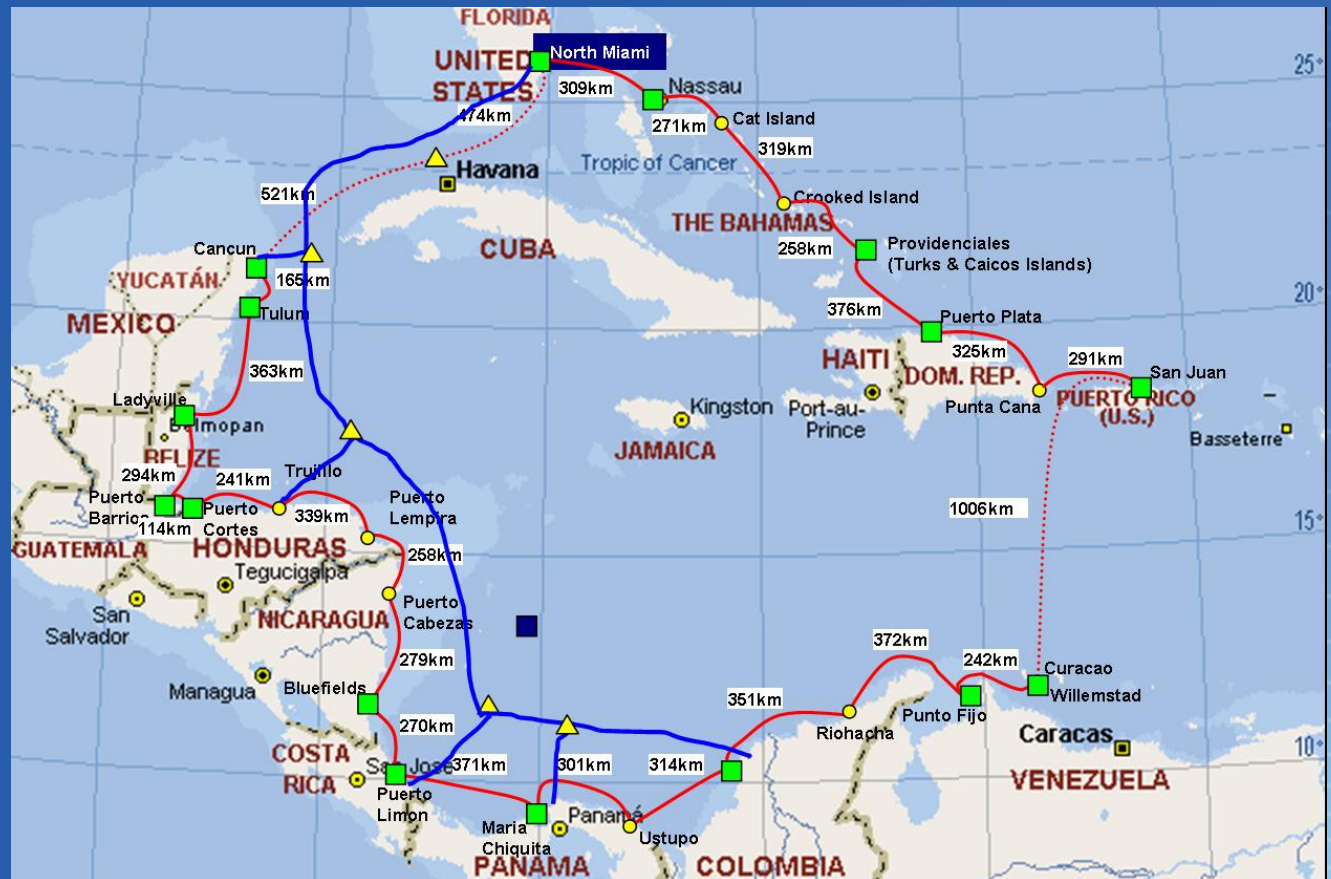 FLORIDA
North Miami
UNITED
STATES
25°
309km
Nassau
474km
271km
Cat Island
319km
Tropic of Cancer
Havana
521km
Crooked Island
THE BAHAMAS
CUBA
Cancun
258km
Providenciales
(Turks & Caicos Islands)
YUCATÁN
165km
20°
Tulum
376km
MEXICO
Puerto Plata
325km
291km
HAITI
DOM. REP.
San Juan
363km
PUERTO RICO
(U.S.)
Ladyville
Kingston
Port-au-
Prince
Punta Cana
Belmopan
JAMAICA
Basseterre
BELIZE
294km
241km
Trujillo
Puerto
Barrios
114km
Puerto
Cortes
339km
Puerto
Lempira
1006km
15°
GUATEMALA
HONDURAS
258km
Tegucigalpa
San
Salvador
Puerto
Cabezas
NICARAGUA
372km
279km
242km
Curacao
Willemstad
Managua
Bluefields
351km
Punto Fijo
270km
Riohacha
Caracas
10°
COSTA
RICA
San José
371km
301km
314km
VENEZUELA
Puerto
Limon
Maria
Chiquita
Panamá
Ustupo
PANAMA
COLOMBIA